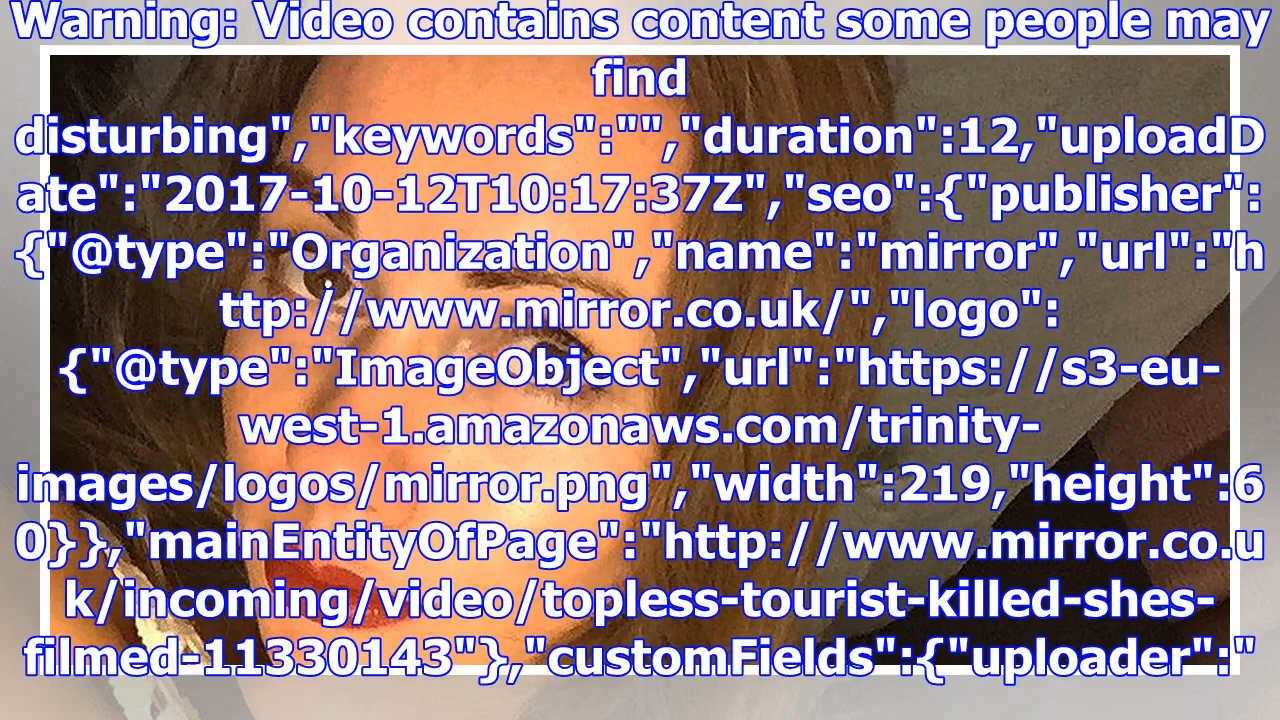 Warning: Video contains content some people may
find
disturbing","keywords":"","duration":12,"uploadD
ate":"2017-10-12T10:17:37Z","seo":{"publisher":
{"@type":"Organization","name":"mirror","url":"h
ttp://www.mirror.co.uk/","logo":
{"@type":"ImageObject","url":"https://s3-eu-
west-1.amazonaws.com/trinity-
images/logos/mirror.png","width":219,"height":6
0}},"mainEntityOfPage":"http://www.mirror.co.u
k/incoming/video/topless-tourist-killed-shes-
filmed-11330143"},"customFields":{"uploader":"